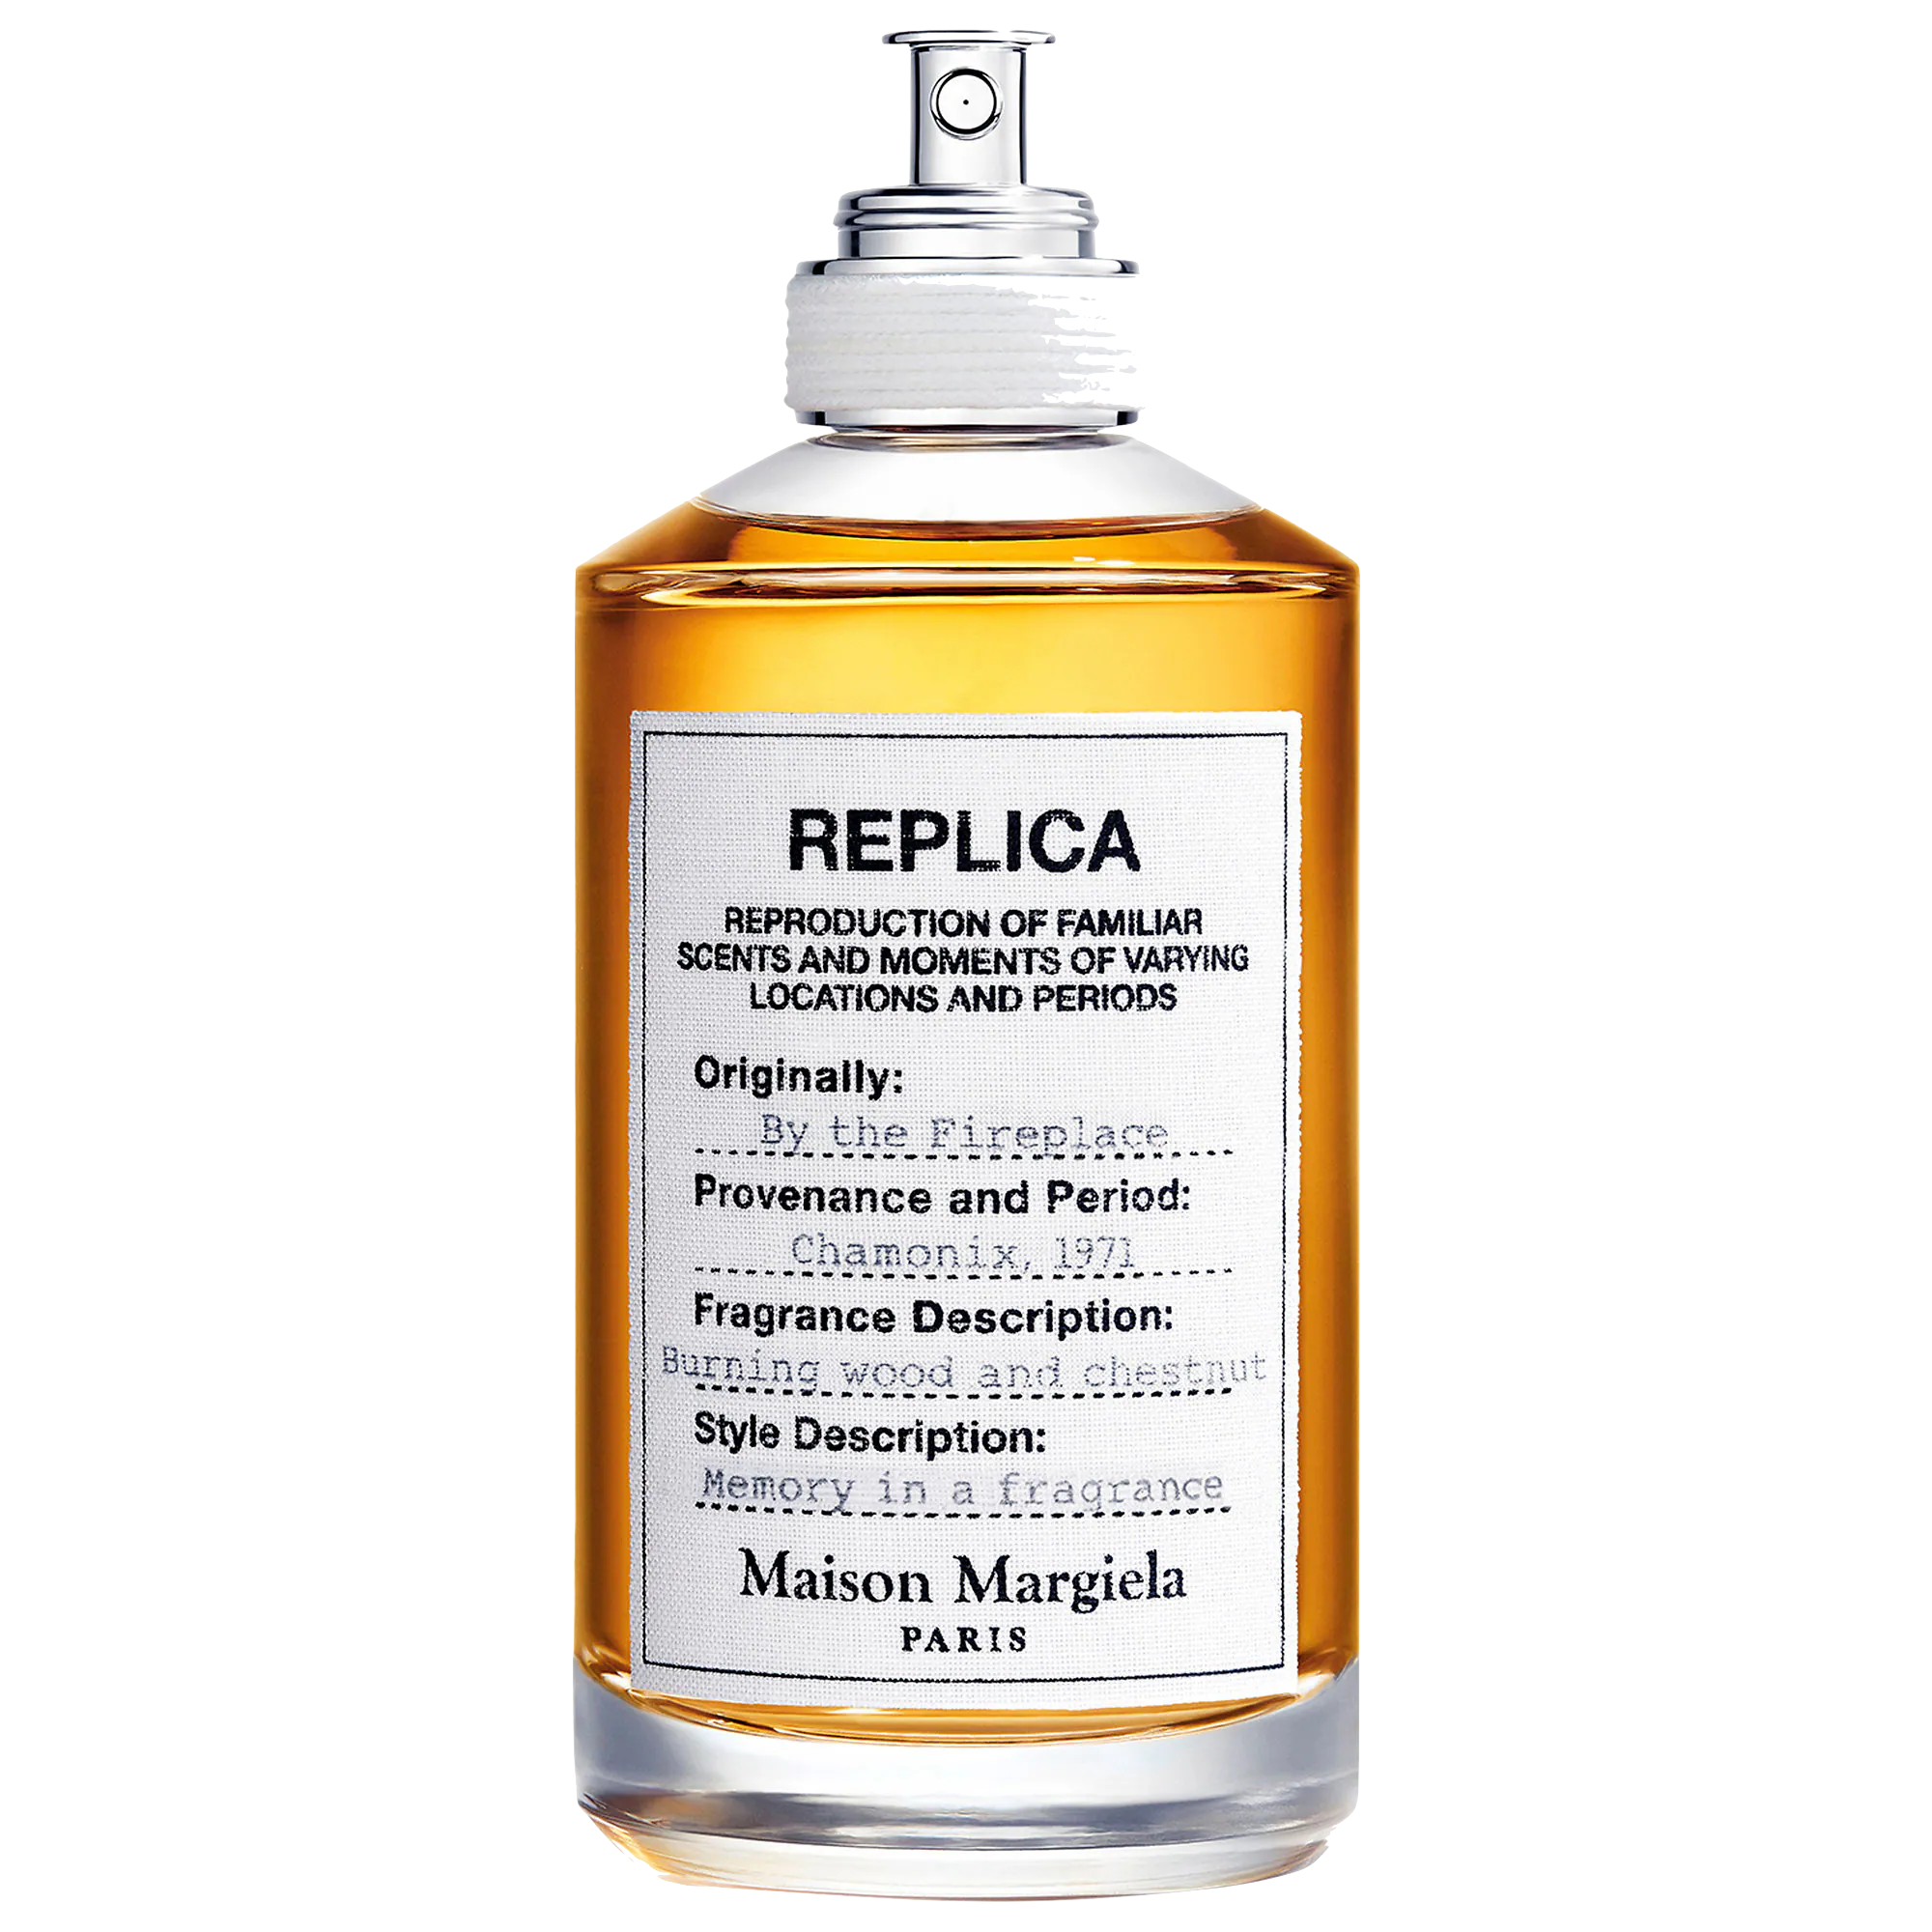 REPLICA
REPRODUCTION OF FAMILIAR
SCENTS AND MOMENTS OF VARYING
LOCATIONS AND PERIODS
Originally:
By the Fireplace
Provenance and Period:
Chamonix, 1971
Fragrance Description:
Burning wood and chestnut
Style Description:
Memory in a fragrance
Maison Margiela
PARIS